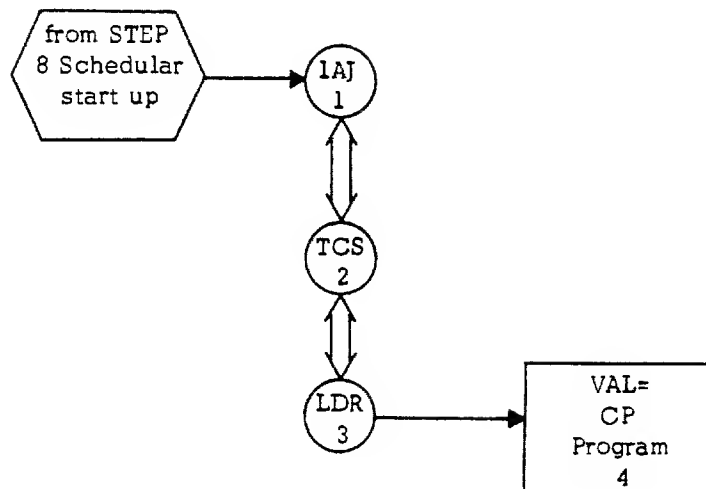 from STEP
8 Schedular
start up
1AJ
1
TCS
2
LDR
3
VAL=
CP
Program
4